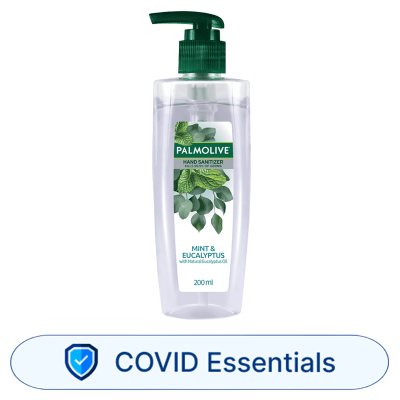 PALMOLIVE
HAND SANITIZER
MINT &
EUCALYPTUS
with Natural Eucalyptus Oil
200ml
COVID Essentials